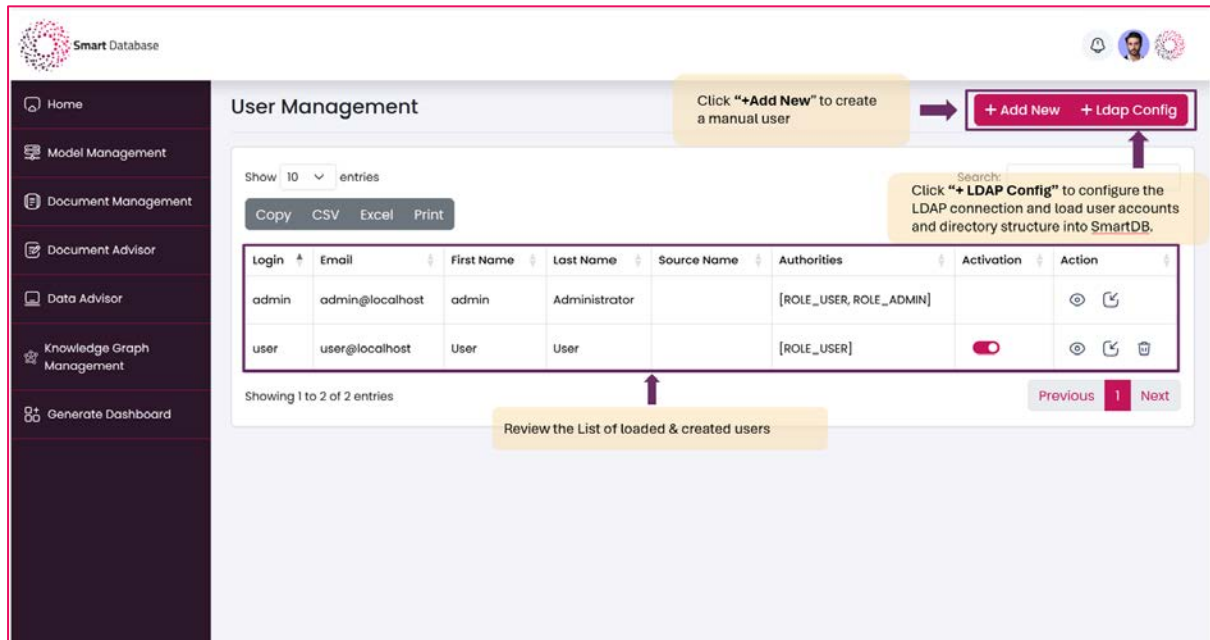 Smart Database
Home
Model Management
Document Management
Document Advisor
Data Advisor
Knowledge Graph
Management
Generate Dashboard
User Management
Click "+Add New" to create
a manual user
+ Add New + Ldap Config
Show 10 entries
Search:
Click "+ LDAP Config" to configure the
LDAP connection and load user accounts
and directory structure into SmartDB.
Copy CSV Excel Print
Login Email First Name Last Name Source Name Authorities Activation Action
admin admin@localhost admin Administrator [ROLE_USER, ROLE_ADMIN]
user user@localhost User User [ROLE_USER]
Showing 1 to 2 of 2 entries
Previous 1 Next
Review the List of loaded & created users